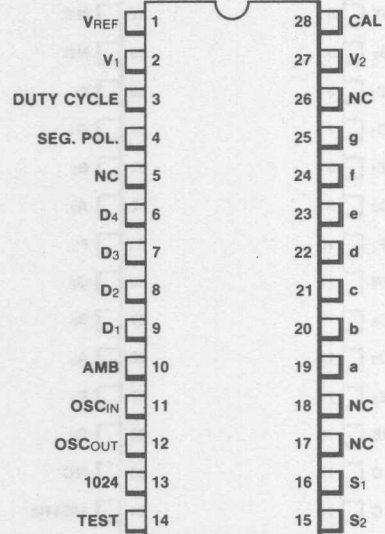 VREF 1 28 CAL
V1 2 27 V2
DUTY CYCLE 3 26 NC
SEG. POL. 4 25 g
NC 5 24 f
D4 6 23 e
D3 7 22 d
D2 8 21 c
D1 9 20 b
AMB 10 19 a
OSCIN 11 18 NC
OSCOUT 12 17 NC
1024 13 16 S1
TEST 14 15 S2